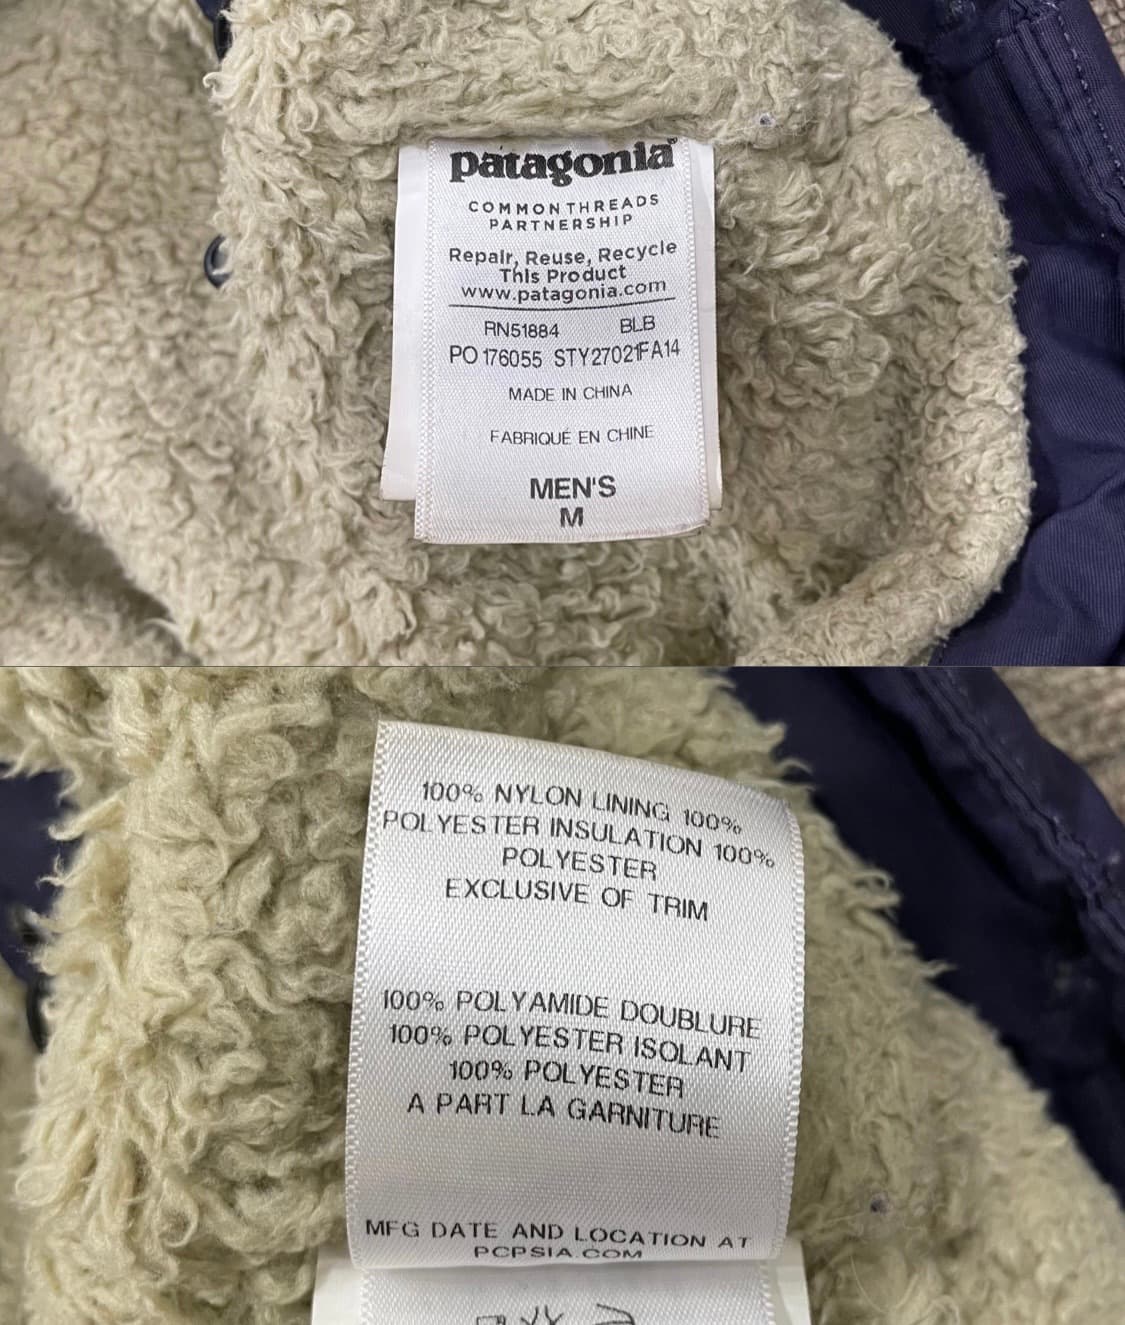 patagonia®
COMMON THREADS
PARTNERSHIP
Repair, Reuse, Recycle
This Product
www.patagonia.com
RN51884 BLB
PO 176055 STY27021FA14
MADE IN CHINA
FABRIQUÉ EN CHINE
MEN'S
M
100% NYLON LINING 100%
POLYESTER INSULATION 100%
POLYESTER
EXCLUSIVE OF TRIM
100% POLYAMIDE DOUBLURE
100% POLYESTER ISOLANT
100% POLYESTER
A PART LA GARNITURE
MFG DATE AND LOCATION AT
PCPSIA.COM